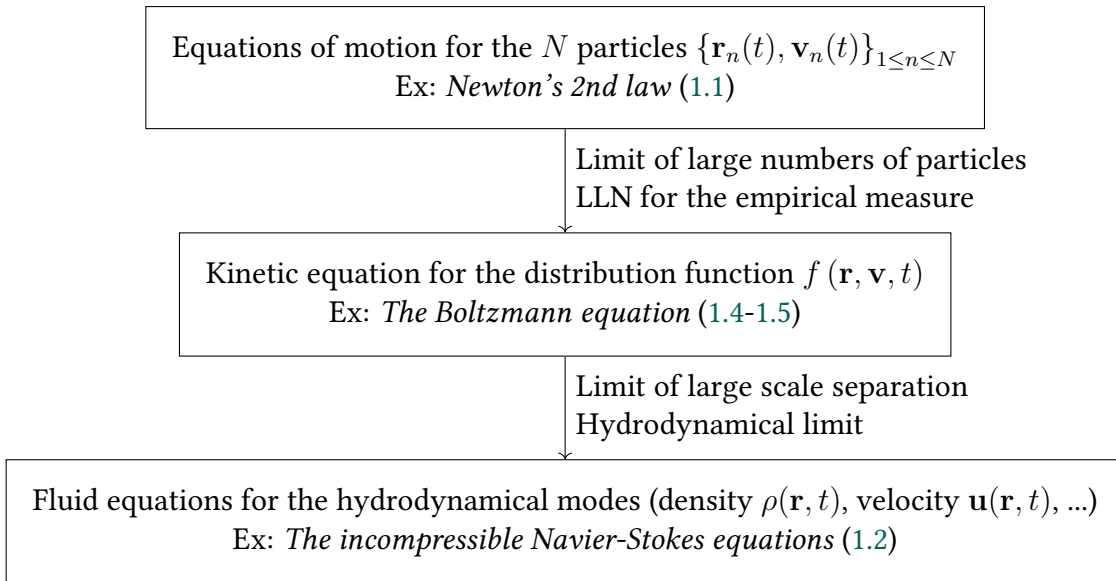 Equations of motion for the N particles {𝐫ₙ(t), 𝐯ₙ(t)}₁≤ₙ≤N
Ex: Newton's 2nd law (1.1)
Limit of large numbers of particles
LLN for the empirical measure
Kinetic equation for the distribution function f (𝐫, 𝐯, t)
Ex: The Boltzmann equation (1.4-1.5)
Limit of large scale separation
Hydrodynamical limit
Fluid equations for the hydrodynamical modes (density ρ(𝐫, t), velocity 𝐮(𝐫, t), ...)
Ex: The incompressible Navier-Stokes equations (1.2)